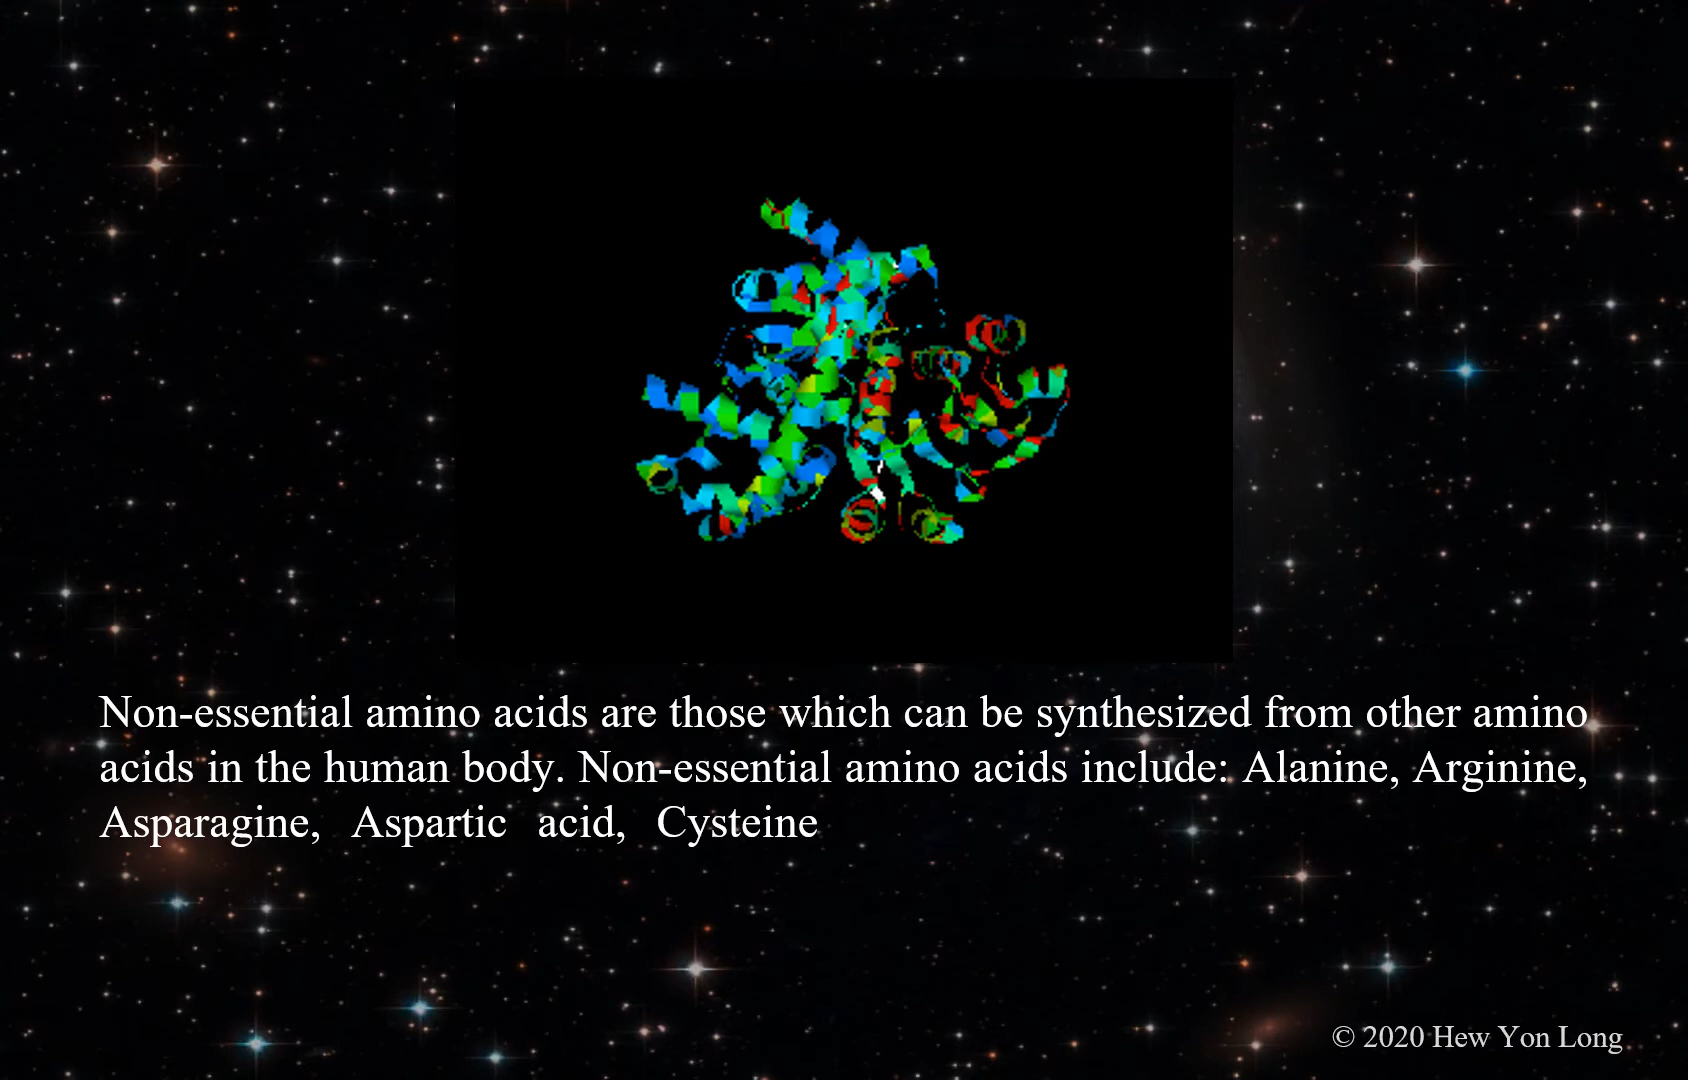 Non-essential amino acids are those which can be synthesized from other amino
acids in the human body. Non-essential amino acids include: Alanine, Arginine,
Asparagine, Aspartic acid, Cysteine
© 2020 Hew Yon Long